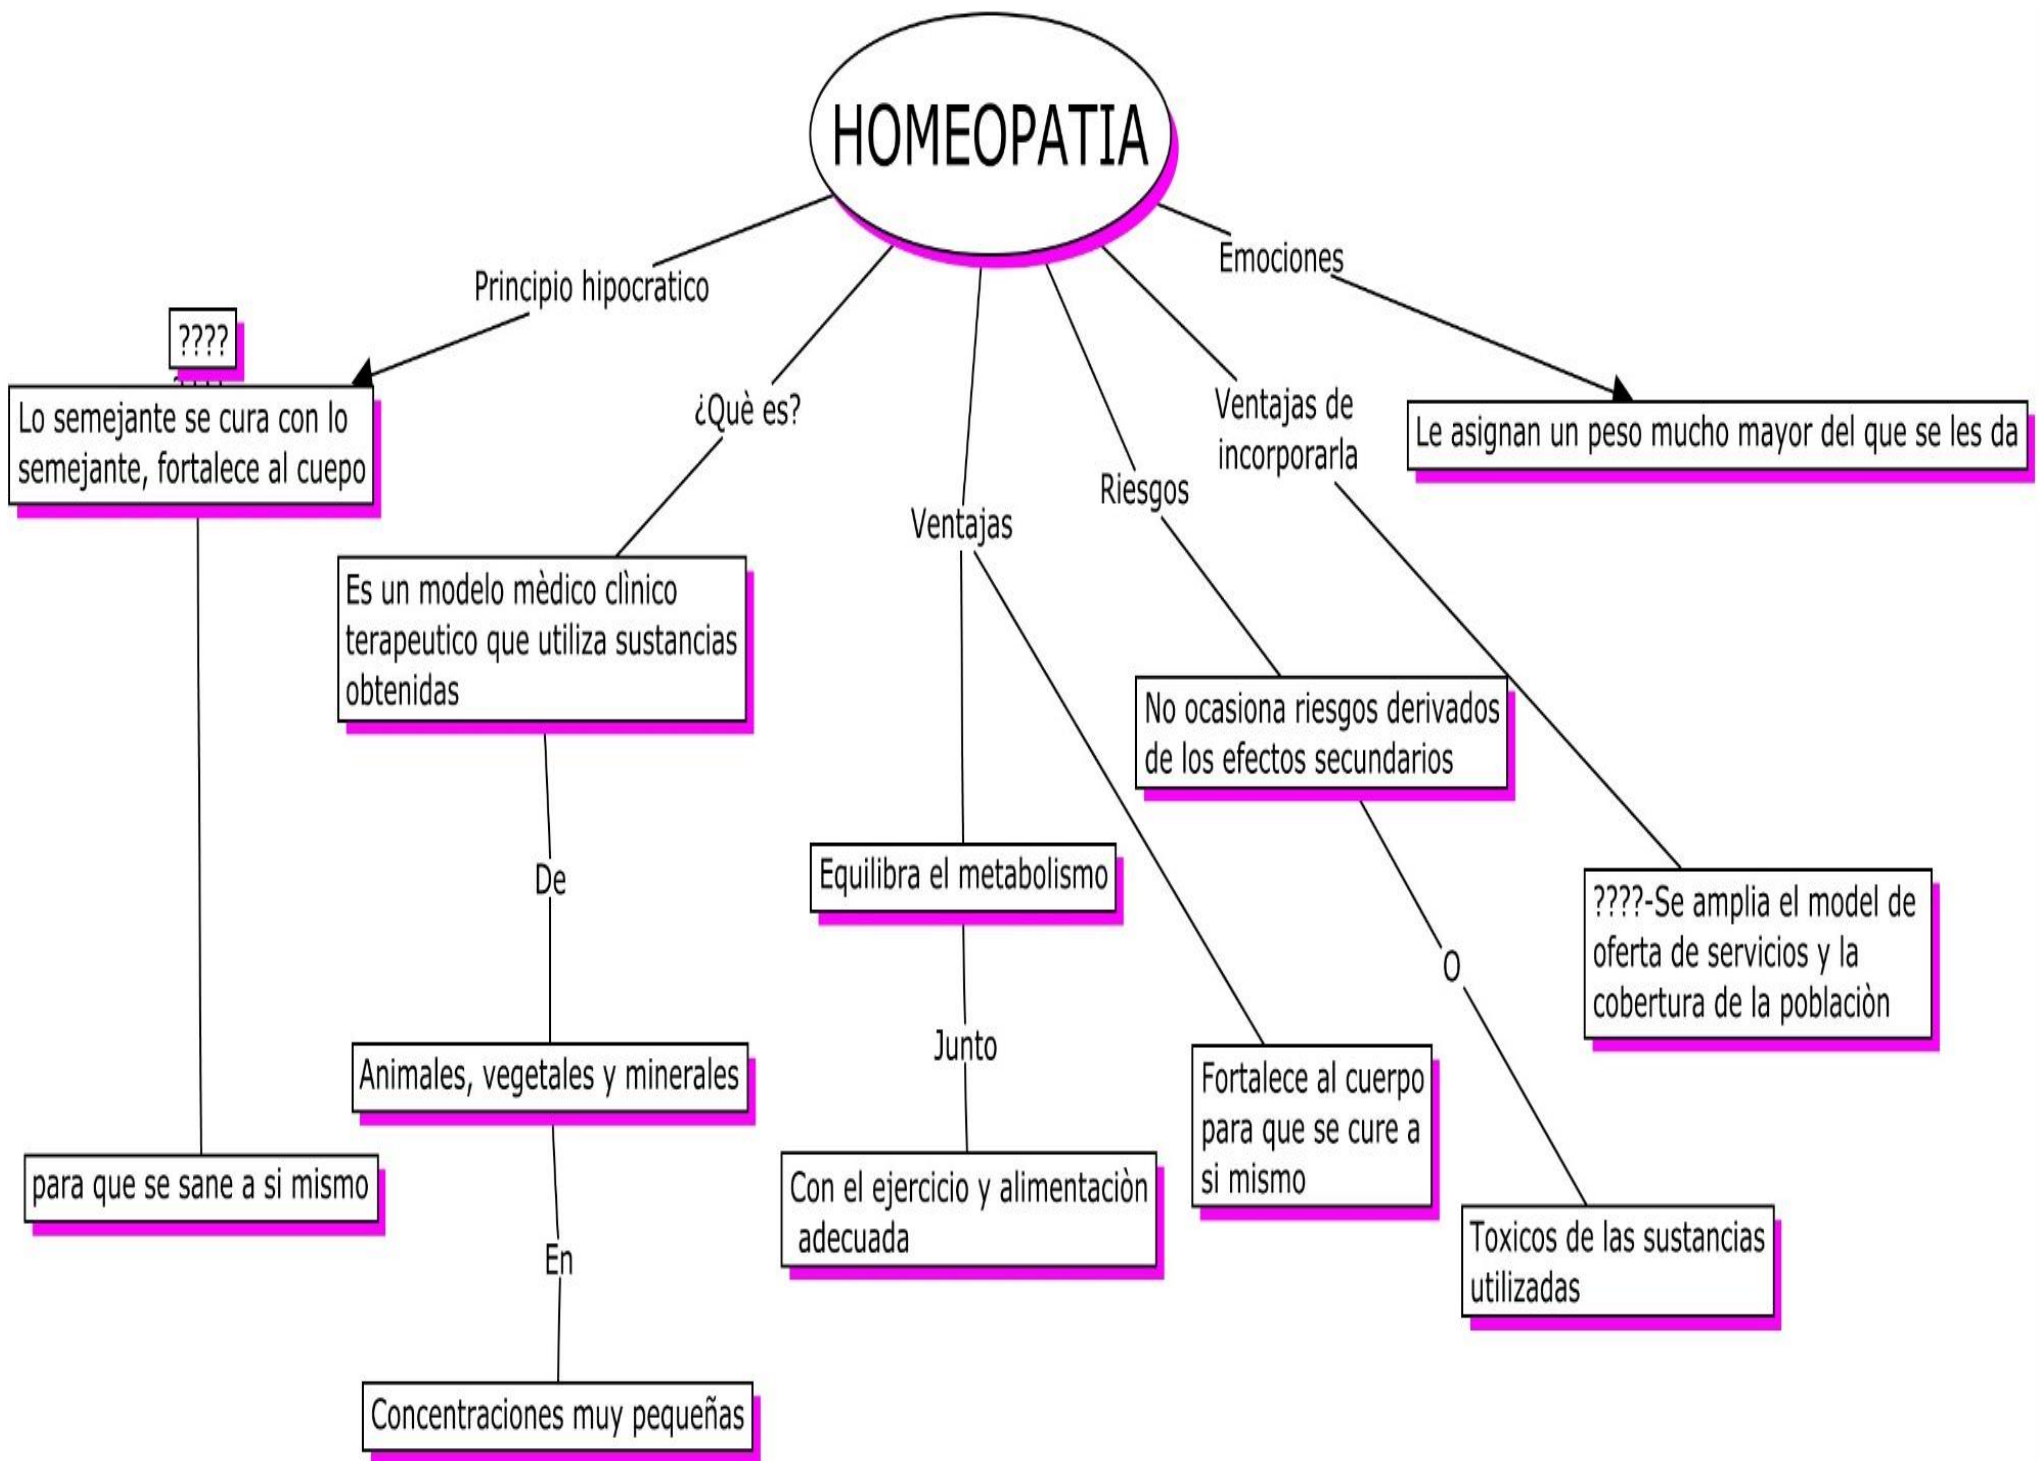 HOMEOPATIA
Emociones
Principio hipocratico
????
Lo semejante se cura con lo
semejante, fortalece al cuepo
¿Què es?
Ventajas de
incorporarla
Le asignan un peso mucho mayor del que se les da
Riesgos
Ventajas
Es un modelo mèdico clìnico
terapeutico que utiliza sustancias
obtenidas
No ocasiona riesgos derivados
de los efectos secundarios
De
Equilibra el metabolismo
????-Se amplia el model de
oferta de servicios y la
cobertura de la poblaciòn
O
Junto
Animales, vegetales y minerales
Fortalece al cuerpo
para que se cure a
si mismo
para que se sane a si mismo
Con el ejercicio y alimentaciòn
adecuada
Toxicos de las sustancias
utilizadas
En
Concentraciones muy pequeñas